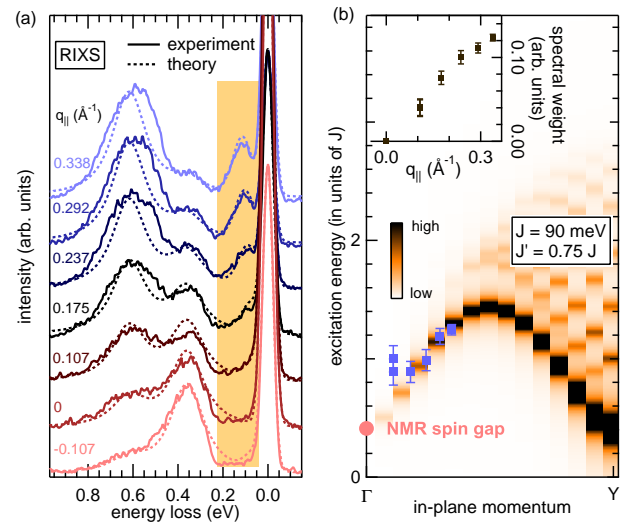 (a)
RIXS
experiment
theory
q|| (Å-1)
0.338
0.292
0.237
0.175
0.107
0
-0.107
intensity (arb. units)
0.8 0.6 0.4 0.2 0.0
energy loss (eV)
(b)
0.10
0.00
spectral weight
(arb. units)
0.0 0.3
q|| (Å-1)
high
low
J = 90 meV
J' = 0.75 J
2
0
excitation energy (in units of J)
NMR spin gap
Γ Y
in-plane momentum